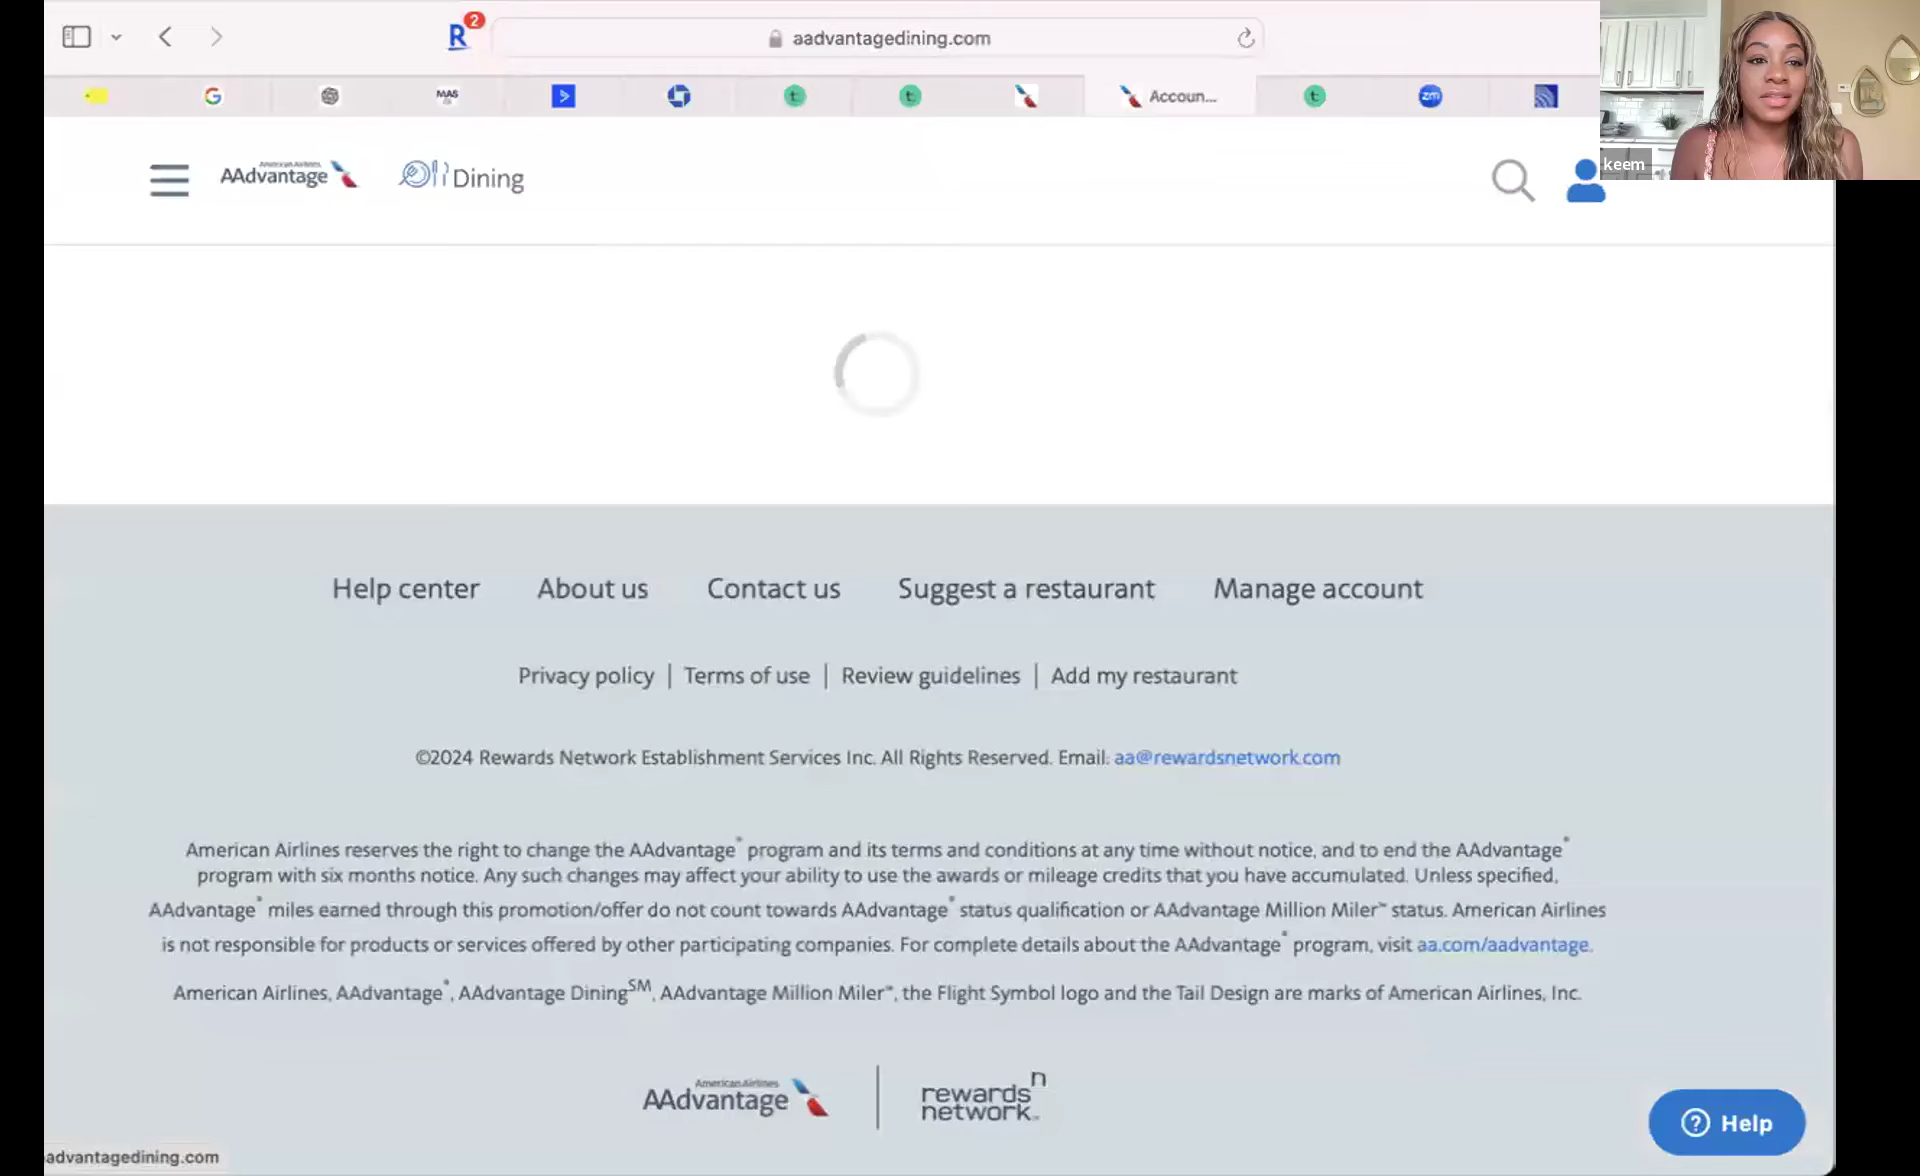 2
R
aadvantagedining.com
G
MAS
t
t
Accoun...
t
zm
keem
American Airlines
AAdvantage
Dining
Help center About us Contact us Suggest a restaurant Manage account
Privacy policy | Terms of use | Review guidelines | Add my restaurant
©2024 Rewards Network Establishment Services Inc. All Rights Reserved. Email: aa@rewardsnetwork.com
American Airlines reserves the right to change the AAdvantage® program and its terms and conditions at any time without notice, and to end the AAdvantage®
program with six months notice. Any such changes may affect your ability to use the awards or mileage credits that you have accumulated. Unless specified,
AAdvantage® miles earned through this promotion/offer do not count towards AAdvantage® status qualification or AAdvantage Million Miler℠ status. American Airlines
is not responsible for products or services offered by other participating companies. For complete details about the AAdvantage® program, visit aa.com/aadvantage.
American Airlines, AAdvantage®, AAdvantage Dining℠, AAdvantage Million Miler℠, the Flight Symbol logo and the Tail Design are marks of American Airlines, Inc.
American Airlines
AAdvantage
rewards n
network
? Help
advantagedining.com